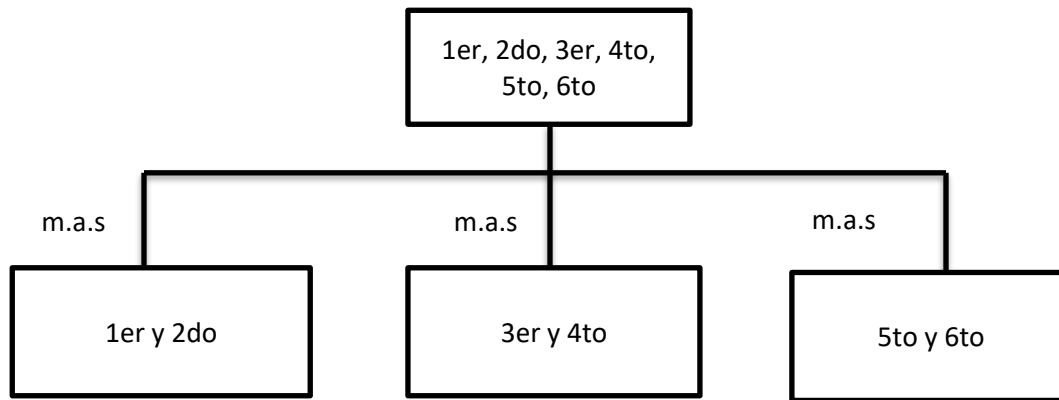 1er, 2do, 3er, 4to,
5to, 6to
m.a.s
m.a.s
m.a.s
1er y 2do
3er y 4to
5to y 6to